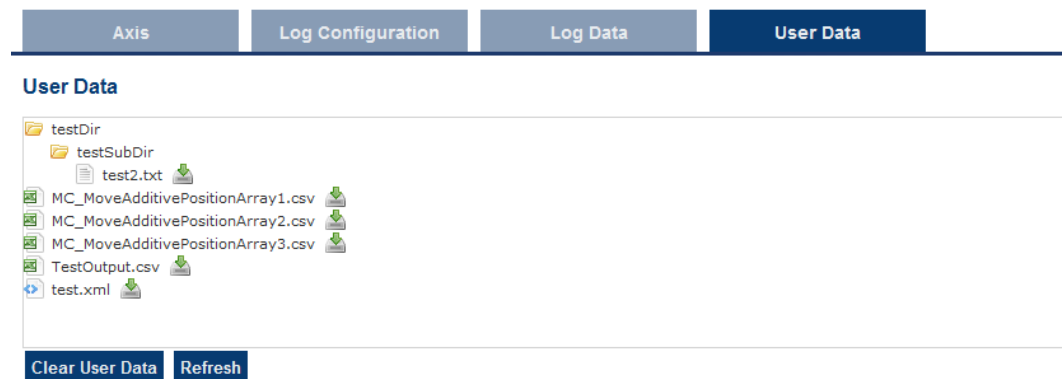 Axis Log Configuration Log Data User Data
User Data
testDir
testSubDir
test2.txt
MC_MoveAdditivePositionArray1.csv
MC_MoveAdditivePositionArray2.csv
MC_MoveAdditivePositionArray3.csv
TestOutput.csv
test.xml
Clear User Data Refresh